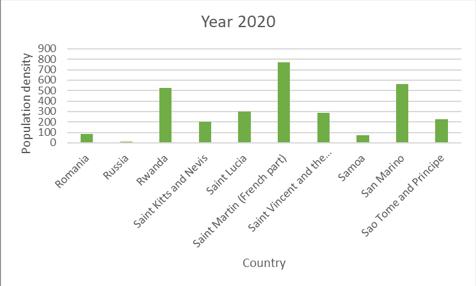 Year 2020
Population density
900
800
700
600
500
400
300
200
100
0
Romania
Russia
Rwanda
Saint Kitts and Nevis
Saint Lucia
Saint Martin (French part)
Saint Vincent and the...
Samoa
San Marino
Sao Tome and Principe
Country